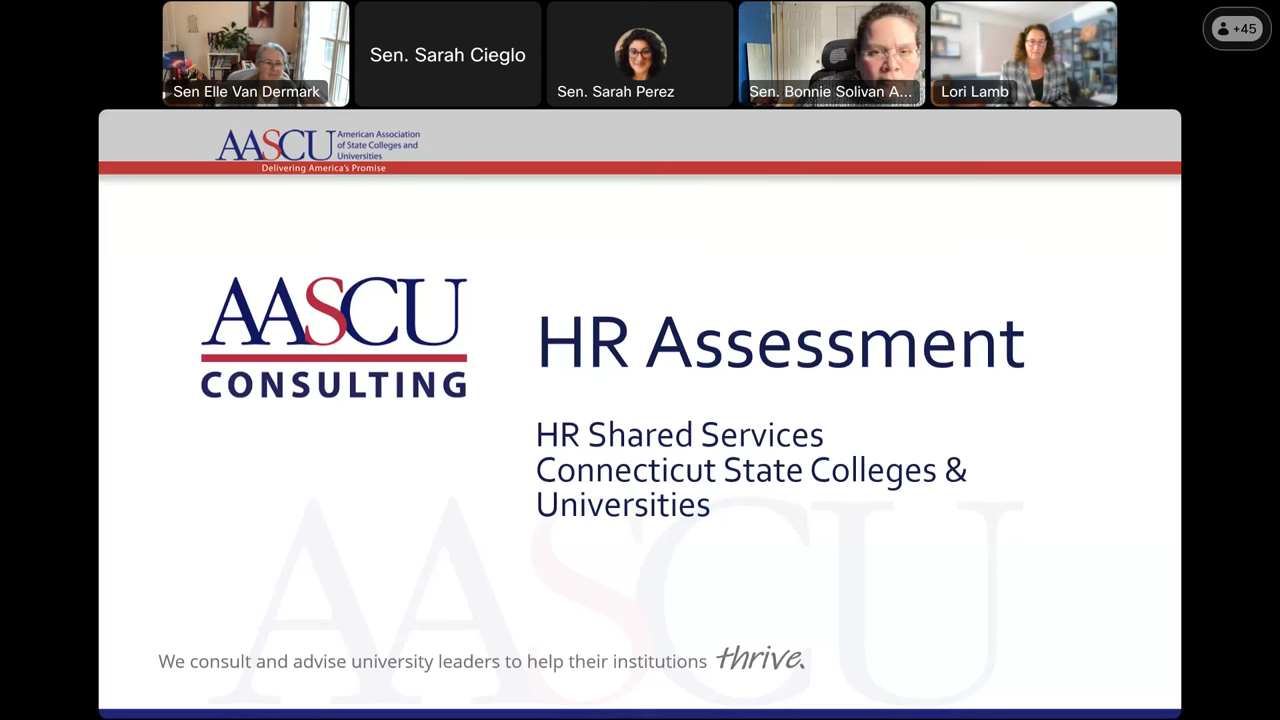 Sen Elle Van Dermark
Sen. Sarah Cieglo
Sen. Sarah Perez
Sen. Bonnie Solivan A...
Lori Lamb
+45
AASCU
American Association
of State Colleges and
Universities
Delivering America's Promise
AASCU
CONSULTING
HR Assessment
HR Shared Services
Connecticut State Colleges &
Universities
AASCU
We consult and advise university leaders to help their institutions thrive.